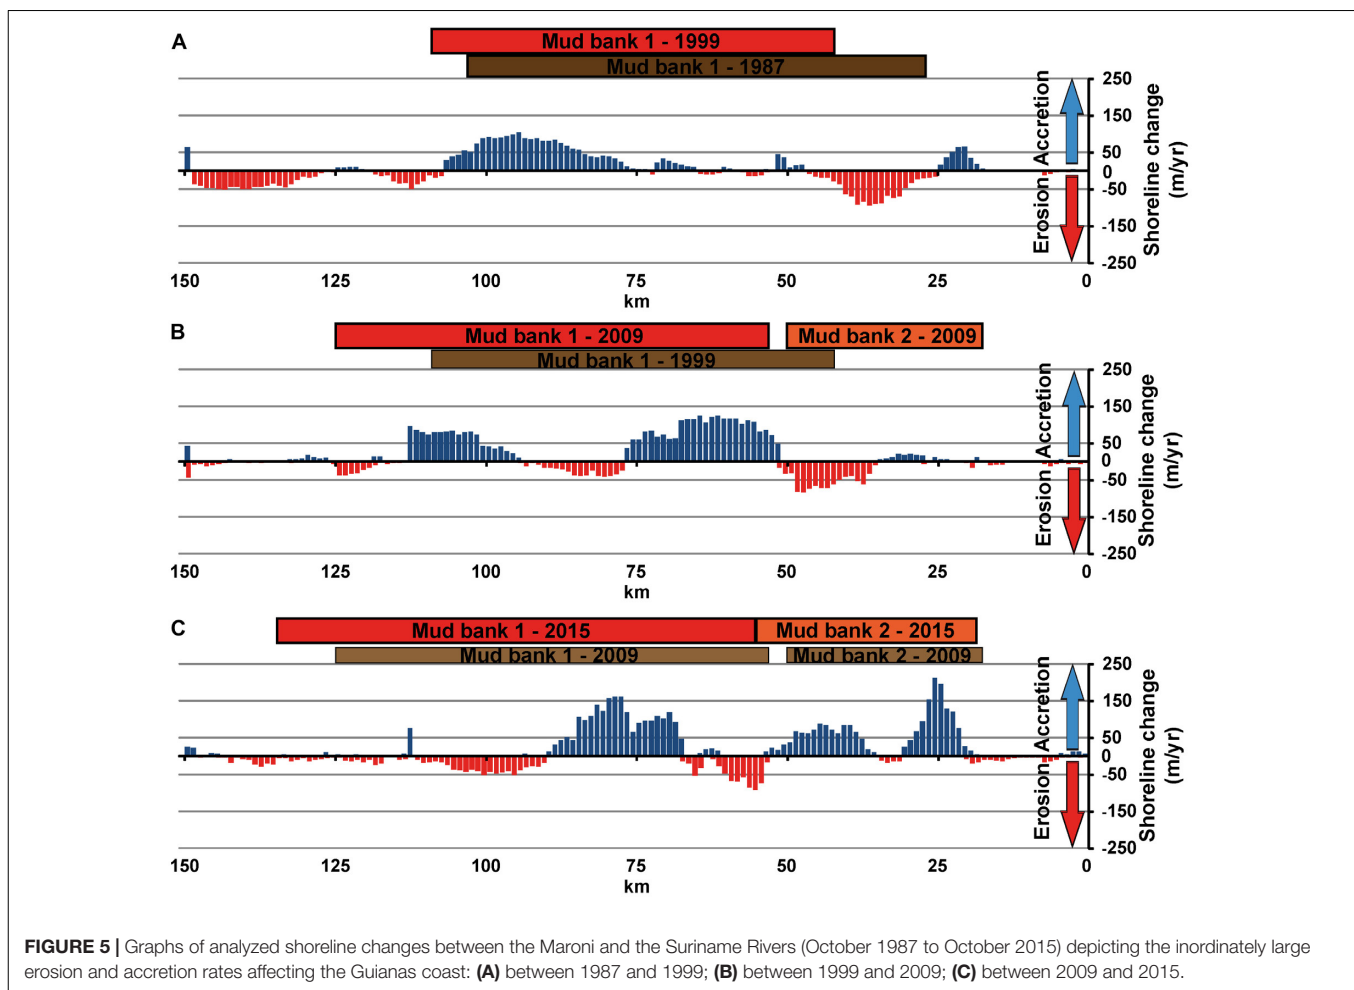 A
Mud bank 1 - 1999
Mud bank 1 - 1987
250
150
50
0
-50
-150
-250
Accretion
Erosion
Shoreline change
(m/yr)
150 125 100 75 50 25 0
km
B
Mud bank 1 - 2009 Mud bank 2 - 2009
Mud bank 1 - 1999
250
150
50
0
-50
-150
-250
Accretion
Erosion
Shoreline change
(m/yr)
150 125 100 75 50 25 0
km
C
Mud bank 1 - 2015 Mud bank 2 - 2015
Mud bank 1 - 2009 Mud bank 2 - 2009
250
150
50
0
-50
-150
-250
Accretion
Erosion
Shoreline change
(m/yr)
150 125 100 75 50 25 0
km
FIGURE 5 | Graphs of analyzed shoreline changes between the Maroni and the Suriname Rivers (October 1987 to October 2015) depicting the inordinately large
erosion and accretion rates affecting the Guianas coast: (A) between 1987 and 1999; (B) between 1999 and 2009; (C) between 2009 and 2015.